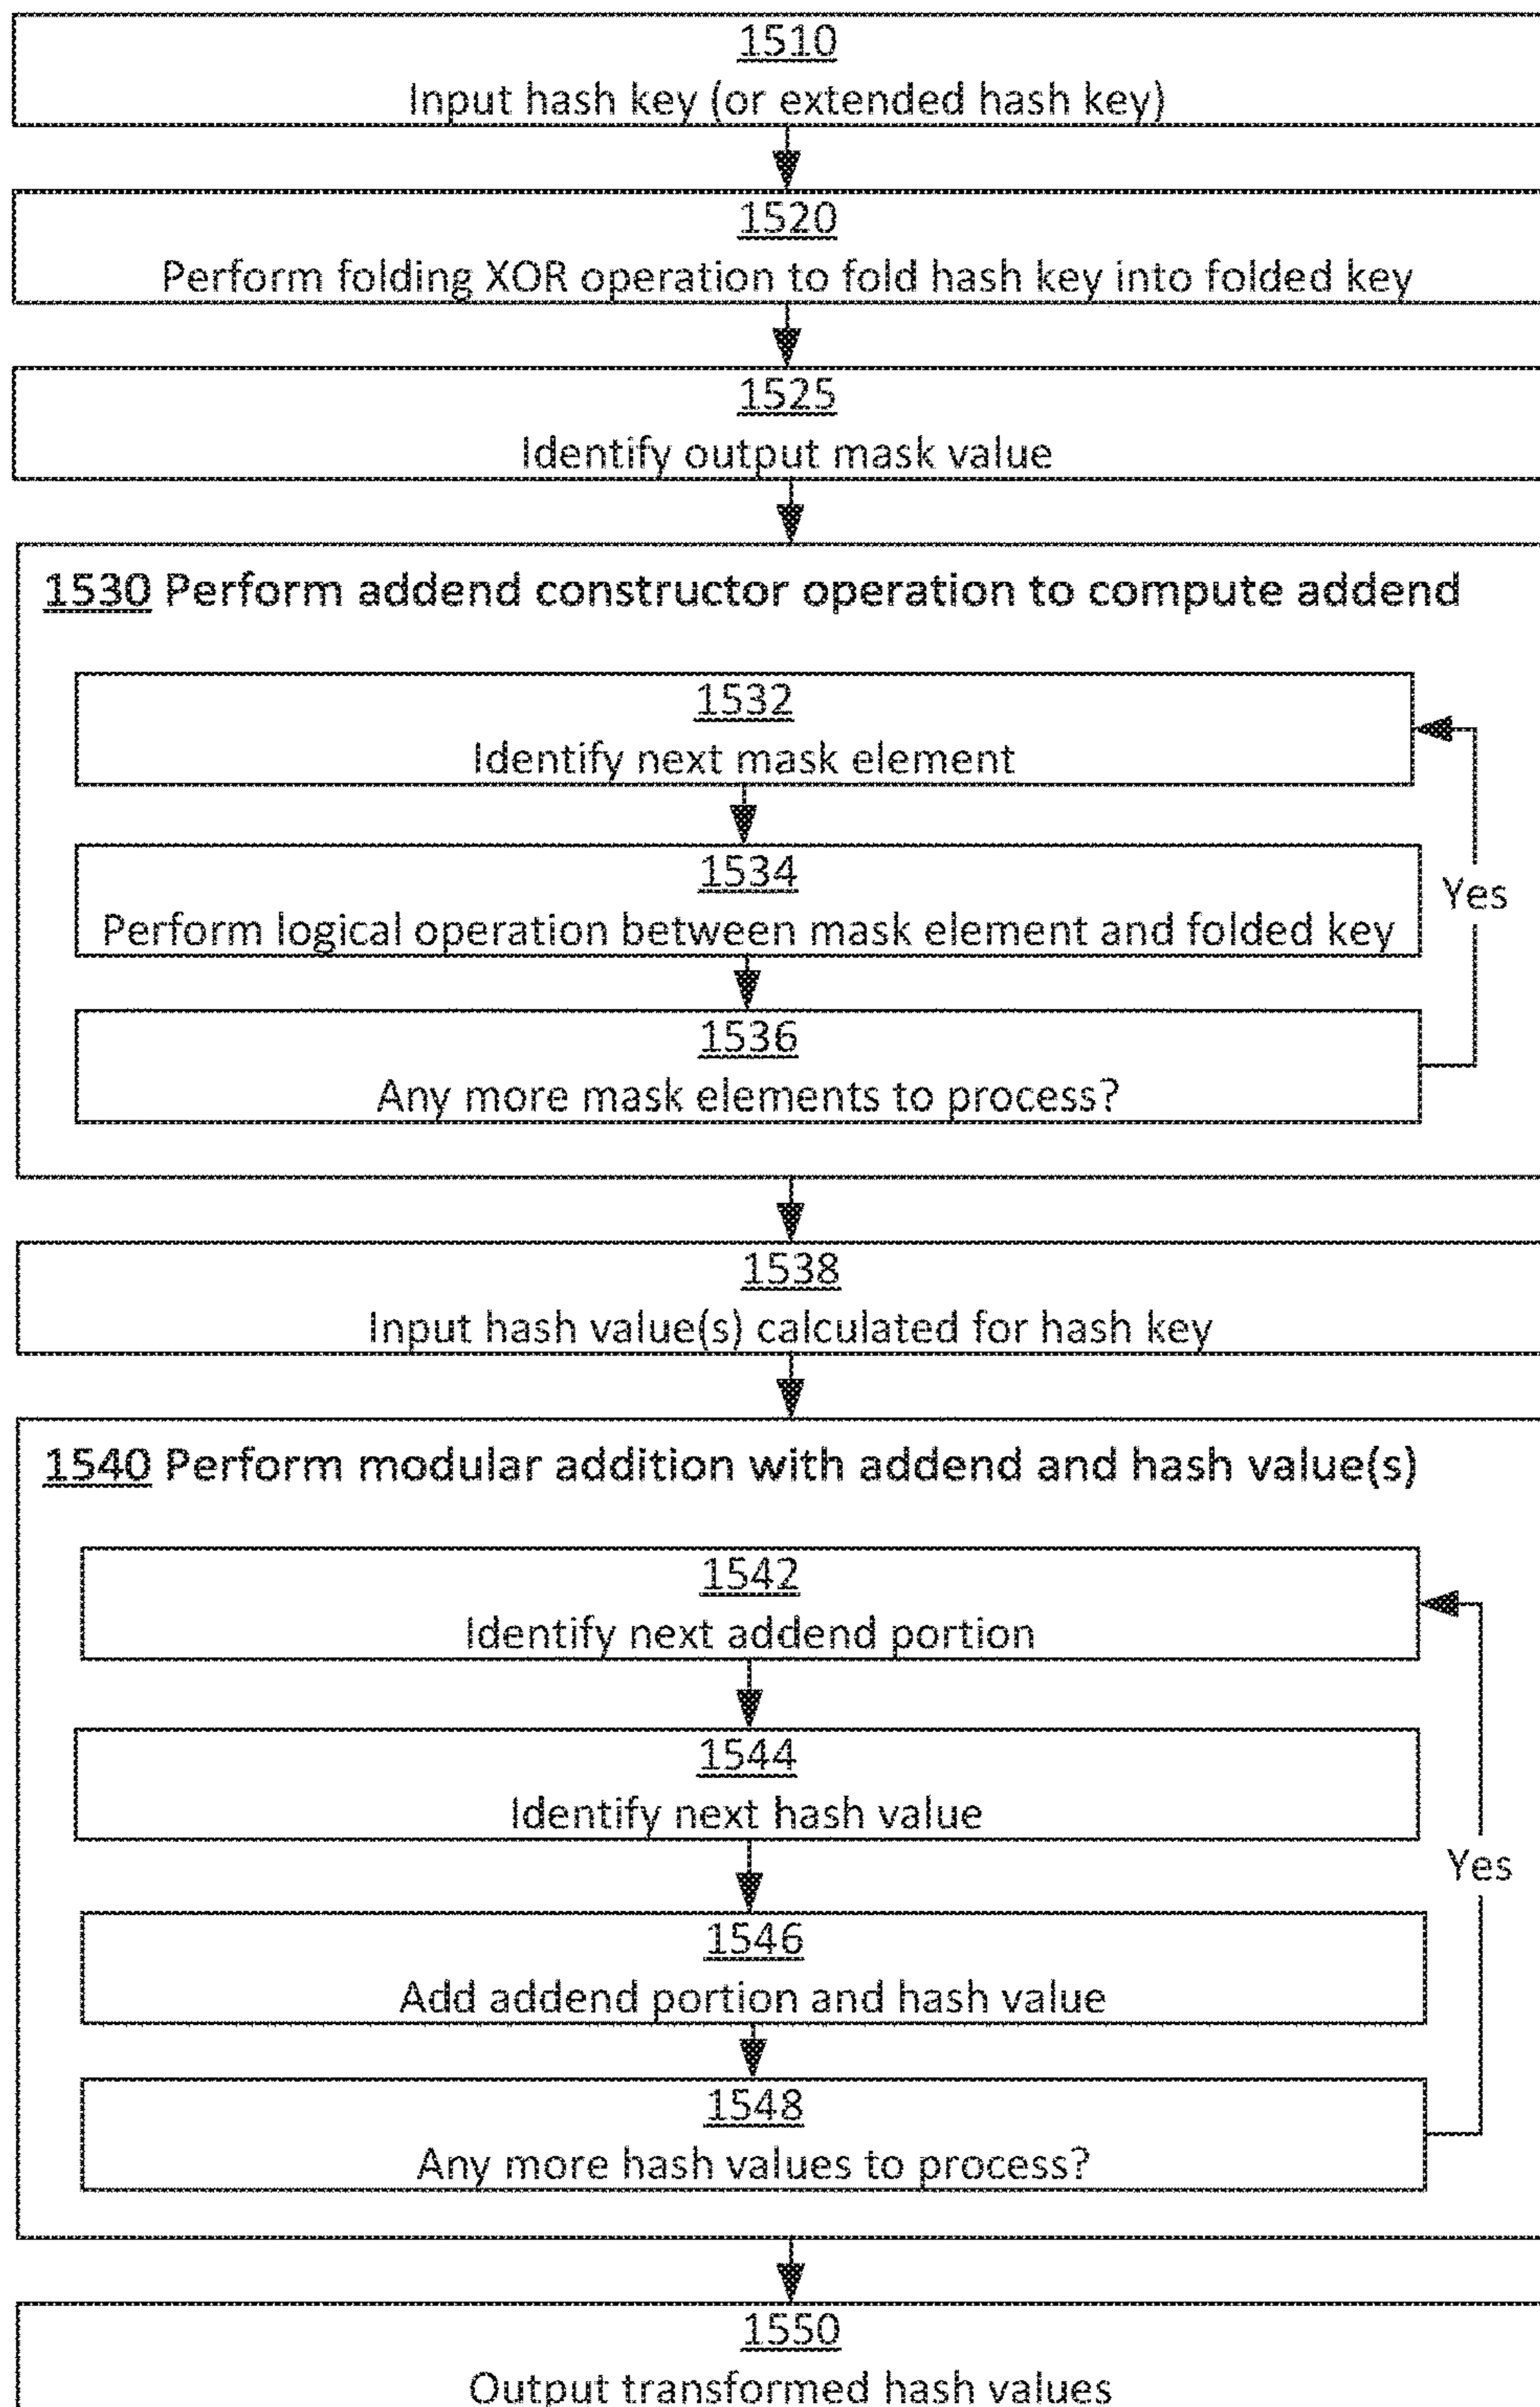 1510
Input hash key (or extended hash key)
1520
Perform folding XOR operation to fold hash key into folded key
1525
Identify output mask value
1530 Perform addend constructor operation to compute addend
1532
Identify next mask element
1534
Perform logical operation between mask element and folded key
Yes
1536
Any more mask elements to process?
1538
Input hash value(s) calculated for hash key
1540 Perform modular addition with addend and hash value(s)
1542
Identify next addend portion
1544
Identify next hash value
Yes
1546
Add addend portion and hash value
1548
Any more hash values to process?
1550
Output transformed hash values